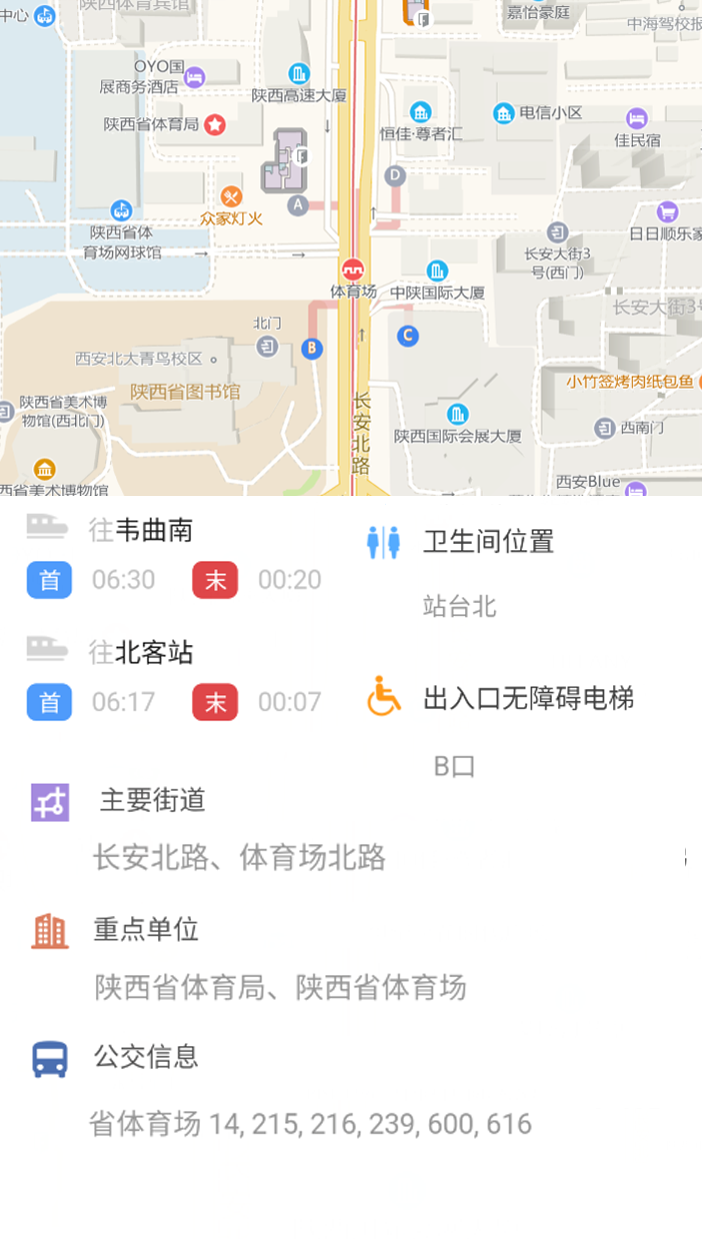 中心
陕西体育宾馆
嘉怡豪庭
中海驾校报
OYO国
展商务酒店
陕西高速大厦
陕西省体育局
恒佳·尊者汇
电信小区
佳民宿
D
A
众家灯火
陕西省体
育场网球馆
日日顺乐家
长安大街3
号(西门)
体育场
中陕国际大厦
长安大街3号
北门
B
C
西安北大青鸟校区
陕西省图书馆
小竹签烤肉纸包鱼
陕西省美术博
物馆(西北门)
长安北路
陕西国际会展大厦
西南门
西安Blue
西省美术博物馆
往韦曲南
首 06:30 末 00:20
卫生间位置
站台北
往北客站
首 06:17 末 00:07
出入口无障碍电梯
B口
主要街道
长安北路、体育场北路
重点单位
陕西省体育局、陕西省体育场
公交信息
省体育场 14, 215, 216, 239, 600, 616